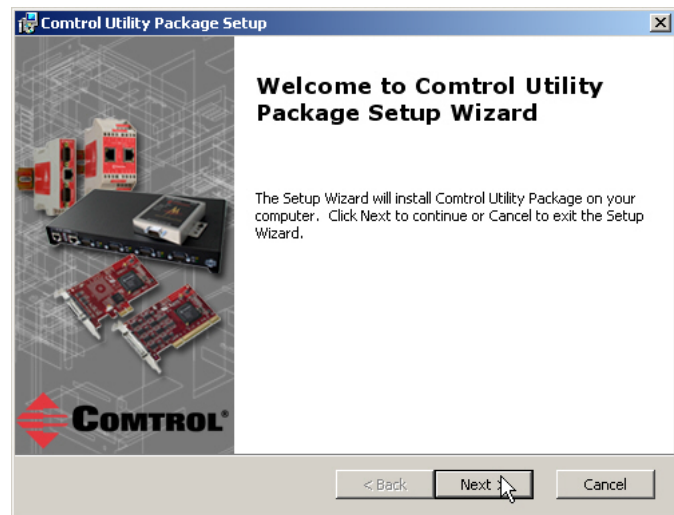 Comtrol Utility Package Setup
Welcome to Comtrol Utility
Package Setup Wizard
The Setup Wizard will install Comtrol Utility Package on your
computer. Click Next to continue or Cancel to exit the Setup
Wizard.
COMTROL®
< Back
Next >
Cancel